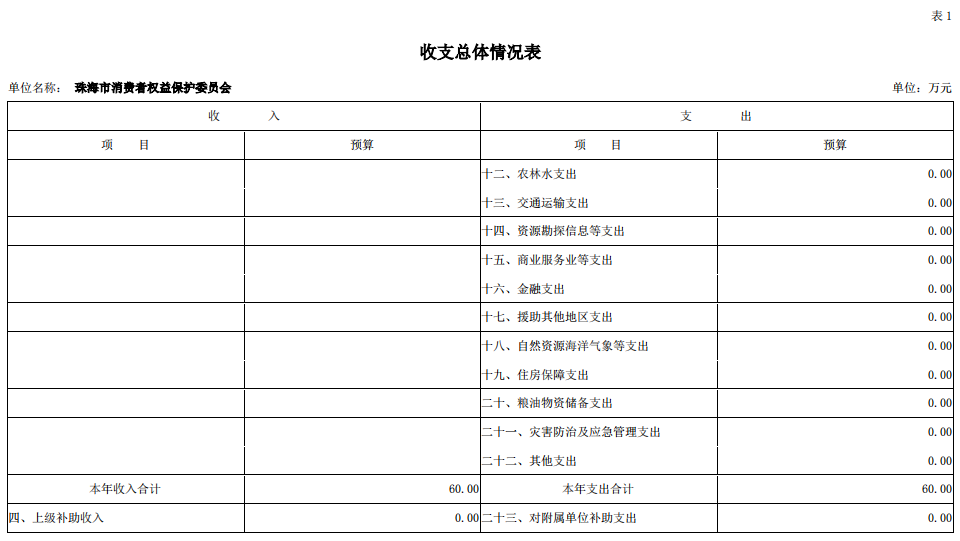 表 1
收支总体情况表
单位名称： 珠海市消费者权益保护委员会 单位：万元
收 入 支 出
项 目 预算 项 目 预算
十二、农林水支出 0.00
十三、交通运输支出 0.00
十四、资源勘探信息等支出 0.00
十五、商业服务业等支出 0.00
十六、金融支出 0.00
十七、援助其他地区支出 0.00
十八、自然资源海洋气象等支出 0.00
十九、住房保障支出 0.00
二十、粮油物资储备支出 0.00
二十一、灾害防治及应急管理支出 0.00
二十二、其他支出 0.00
本年收入合计 60.00 本年支出合计 60.00
四、上级补助收入 0.00 二十三、对附属单位补助支出 0.00